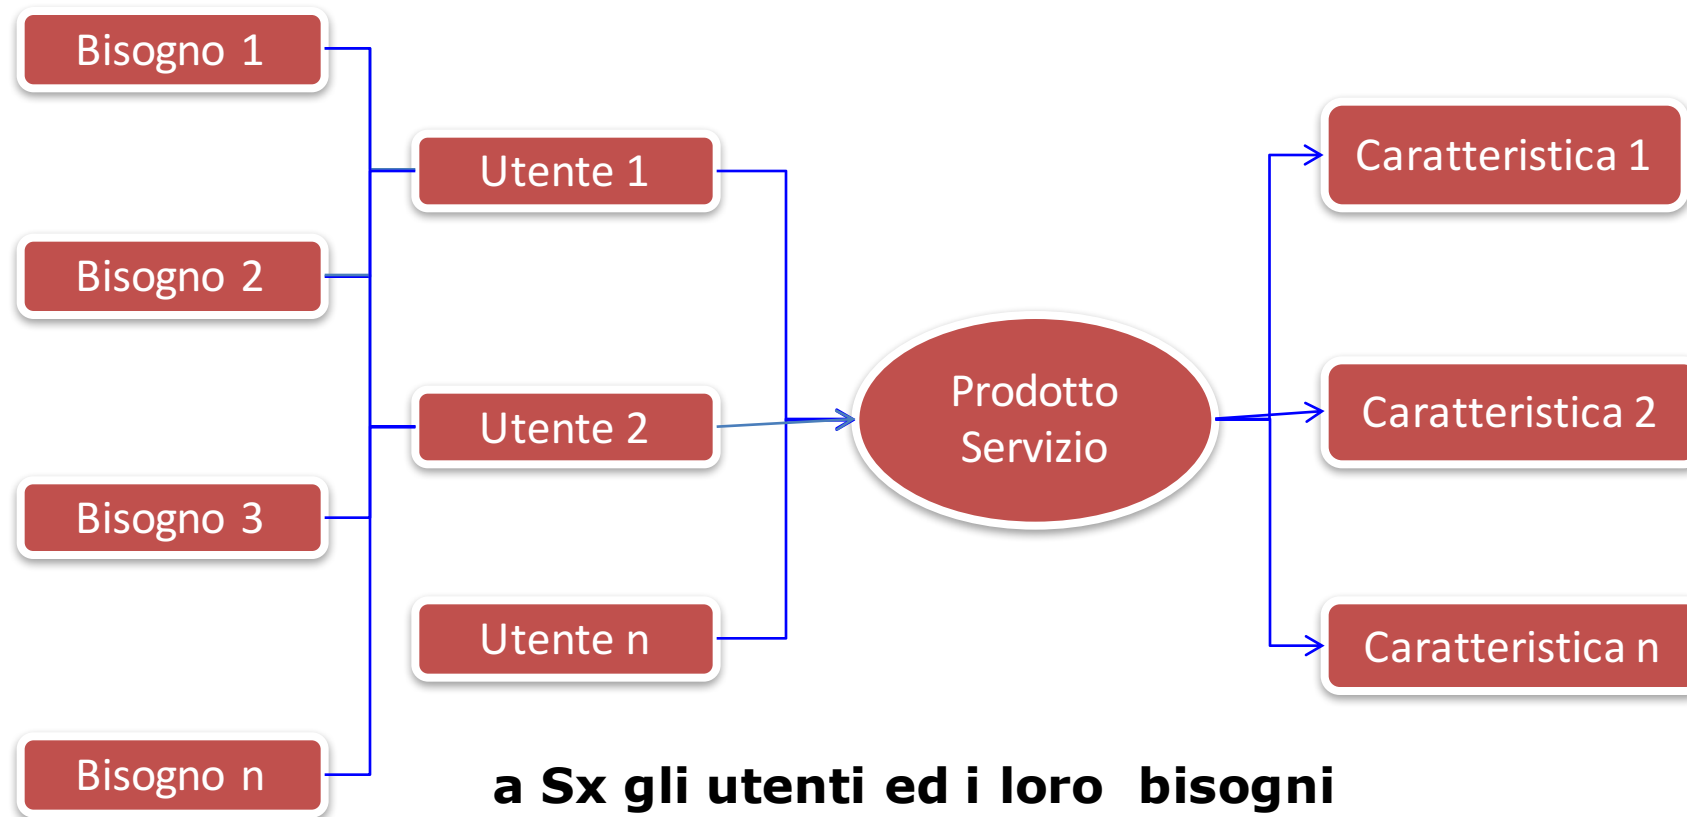 Bisogno 1
Bisogno 2
Bisogno 3
Bisogno n
Utente 1
Utente 2
Utente n
Prodotto
Servizio
Caratteristica 1
Caratteristica 2
Caratteristica n
a Sx gli utenti ed i loro bisogni